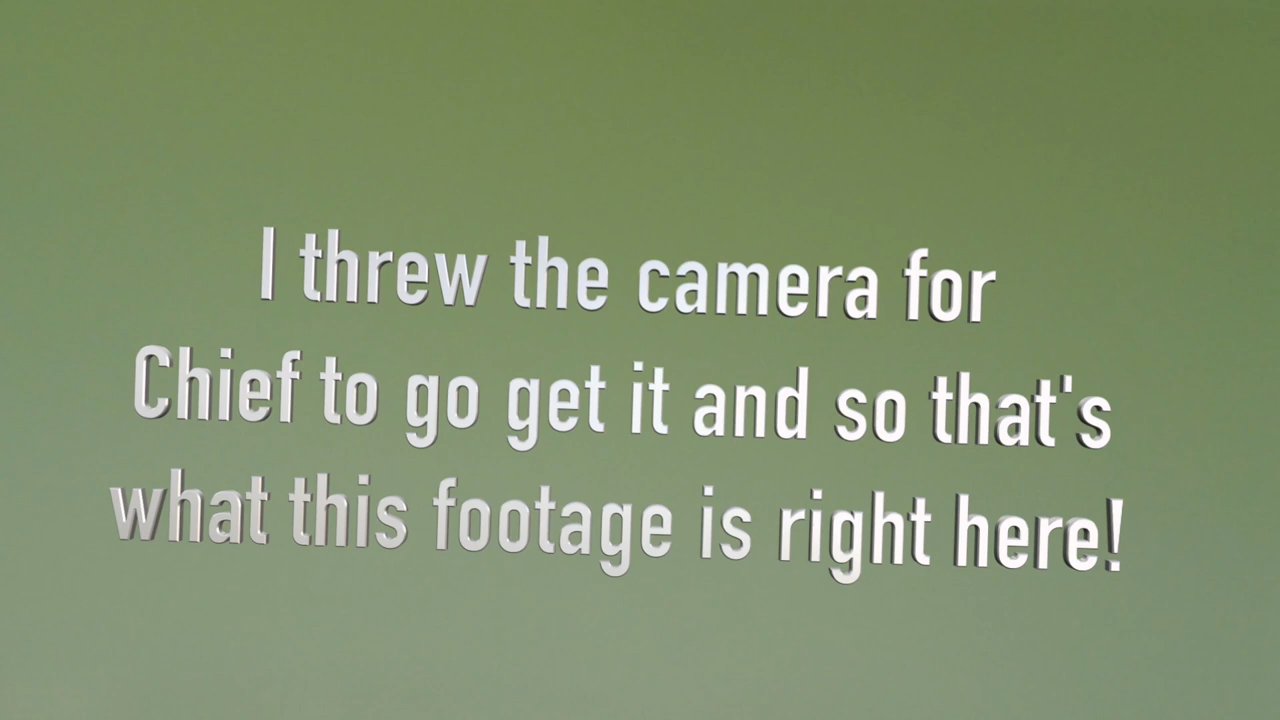 I threw the camera for
Chief to go get it and so that's
what this footage is right here!